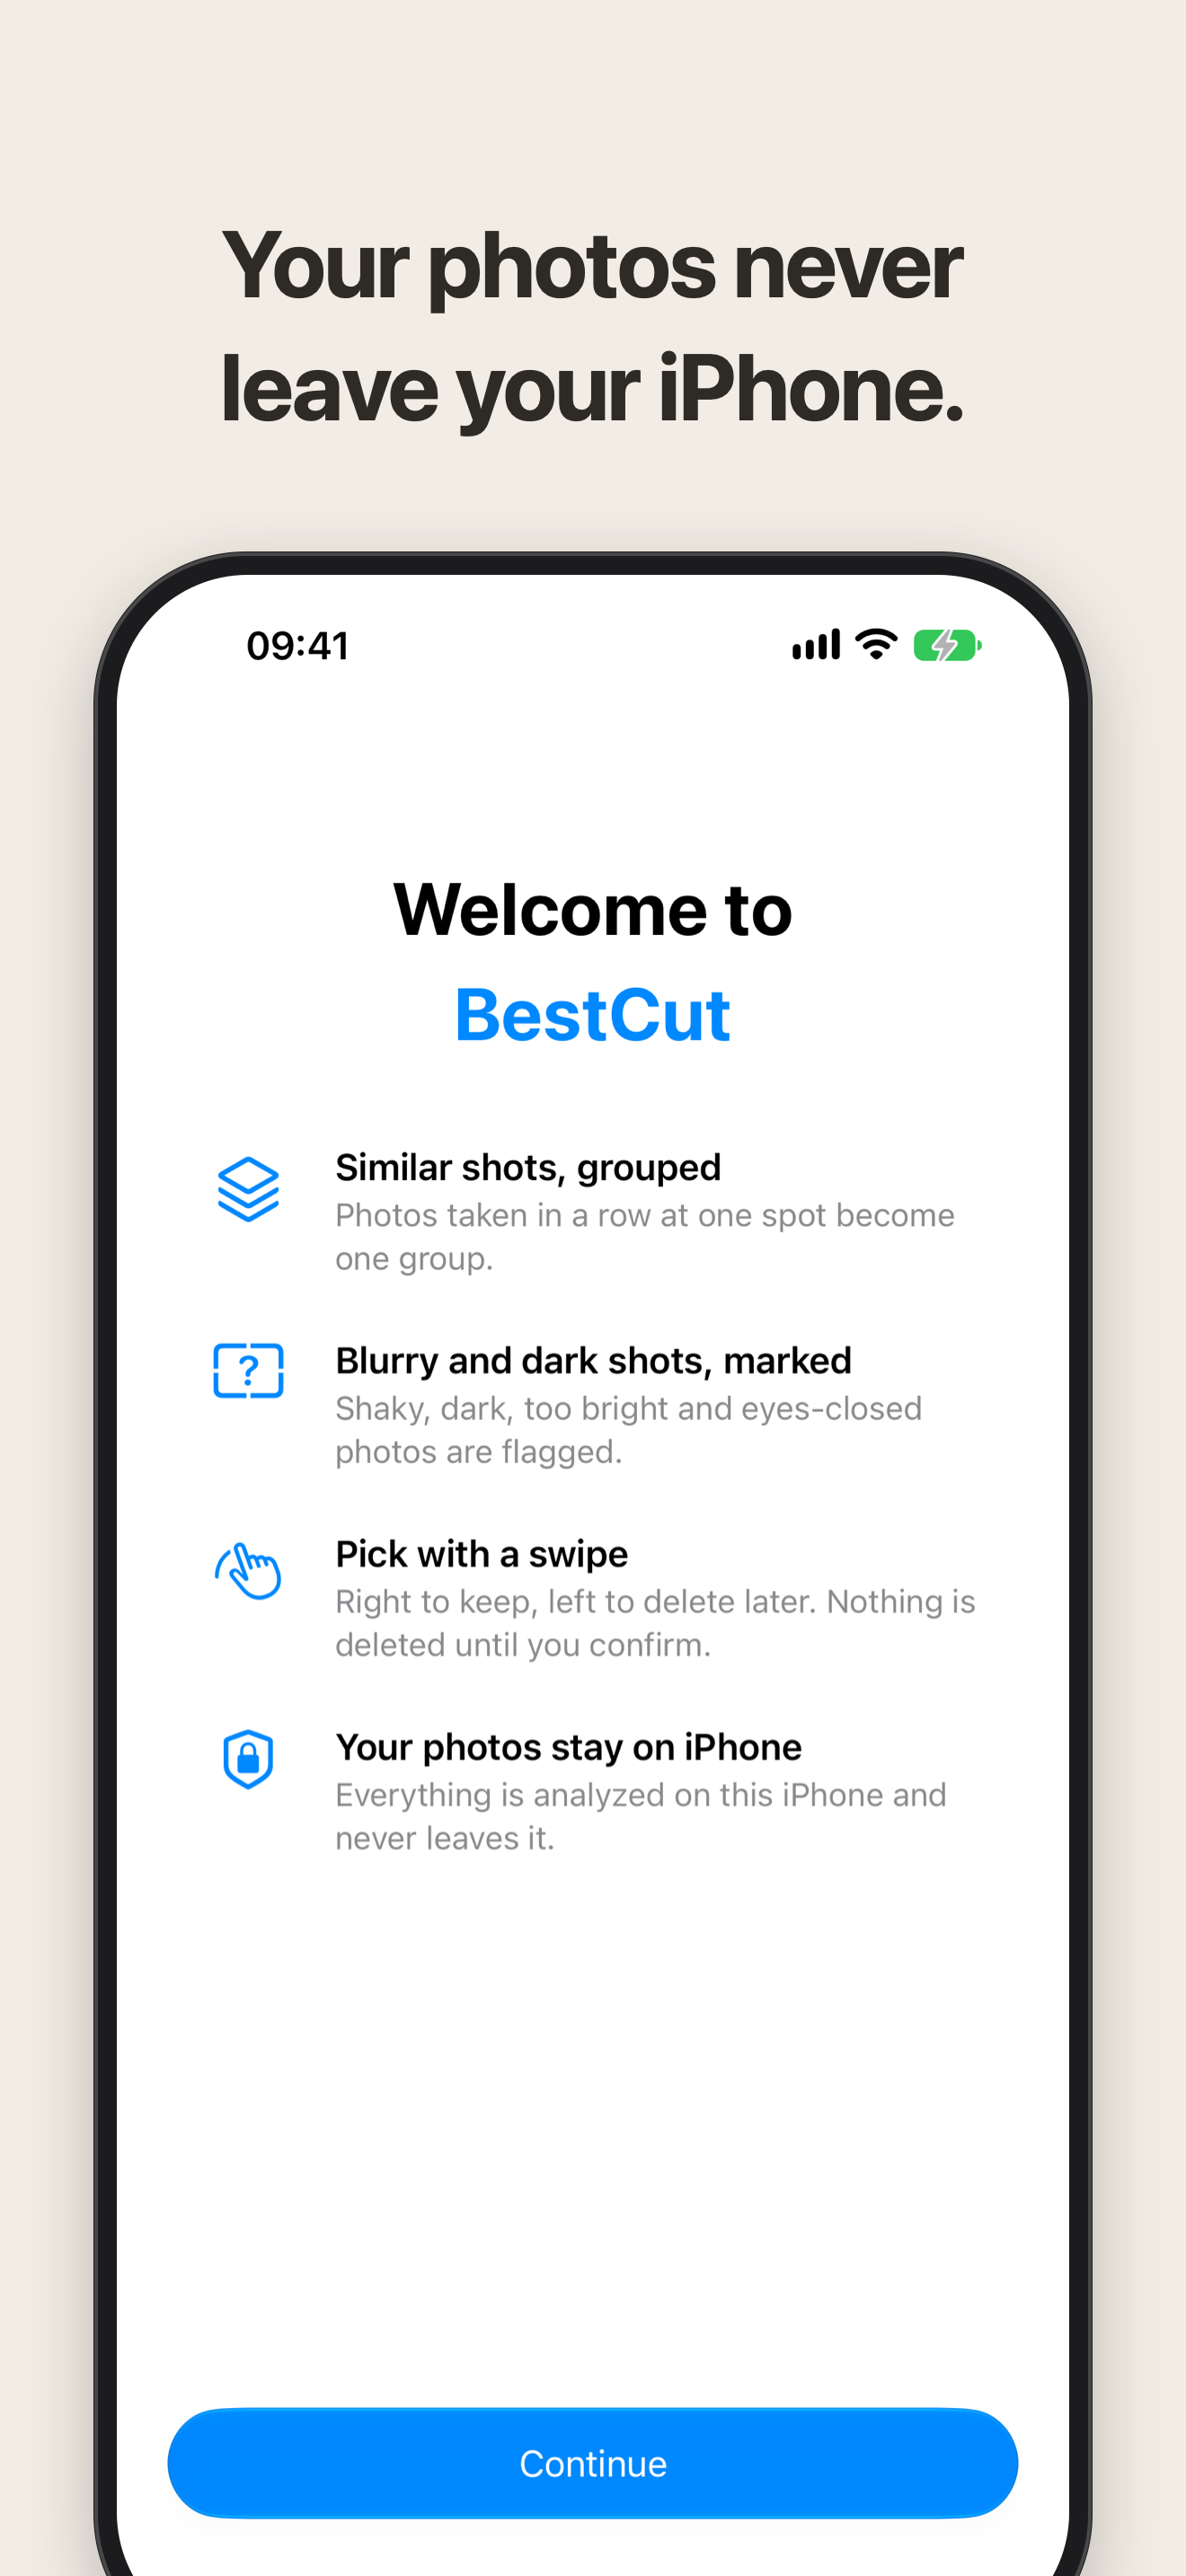 Your photos never
leave your iPhone.
09:41
Welcome to
BestCut
Similar shots, grouped
Photos taken in a row at one spot become
one group.
?
Blurry and dark shots, marked
Shaky, dark, too bright and eyes-closed
photos are flagged.
Pick with a swipe
Right to keep, left to delete later. Nothing is
deleted until you confirm.
Your photos stay on iPhone
Everything is analyzed on this iPhone and
never leaves it.
Continue